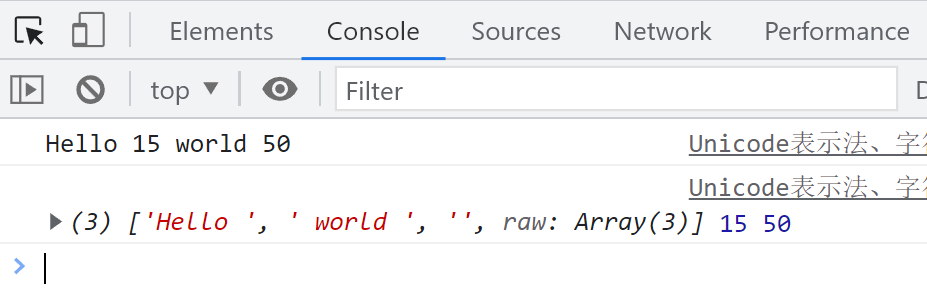 Elements Console Sources Network Performance
top Filter
Hello 15 world 50 Unicode表示法、字
Unicode表示法、字
(3) ['Hello ', ' world ', '', raw: Array(3)] 15 50